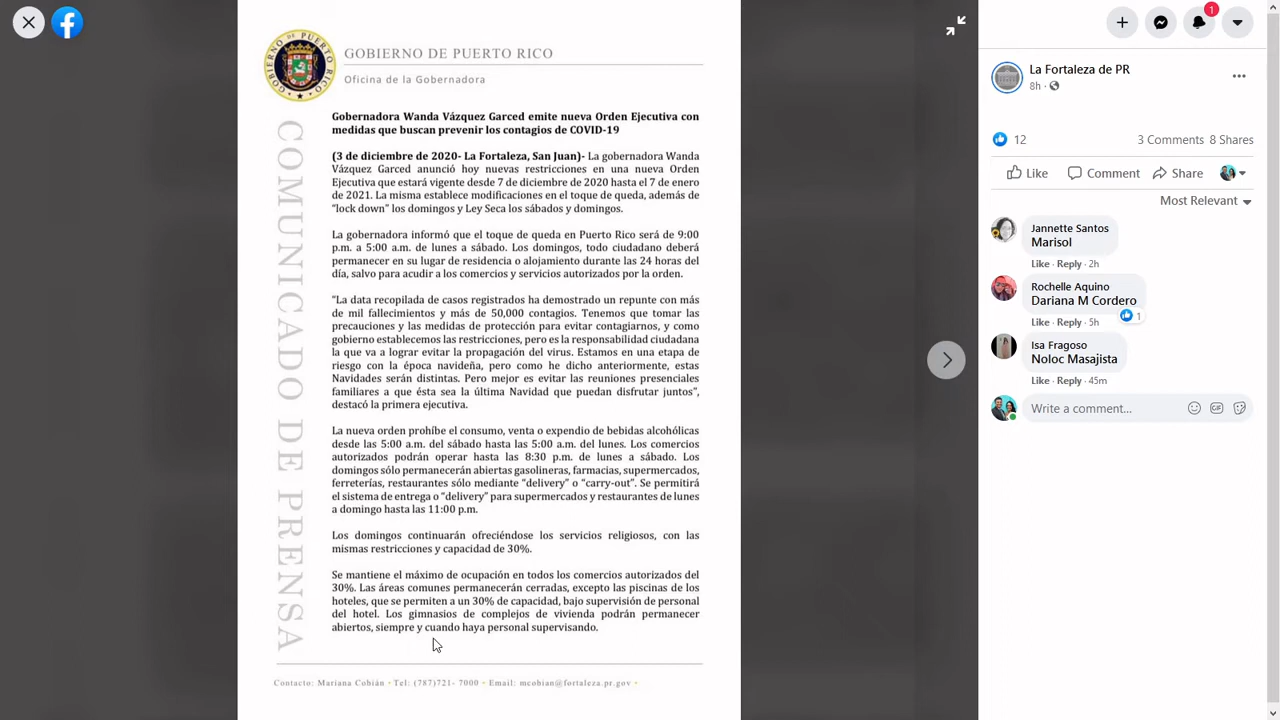 GOBIERNO DE PUERTO RICO
GOBIERNO DE PUERTO RICO
Oficina de la Gobernadora
COMUNICADO DE PRENSA
Gobernadora Wanda Vázquez Garced emite nueva Orden Ejecutiva con
medidas que buscan prevenir los contagios de COVID-19
(3 de diciembre de 2020- La Fortaleza, San Juan)- La gobernadora Wanda
Vázquez Garced anunció hoy nuevas restricciones en una nueva Orden
Ejecutiva que estará vigente desde 7 de diciembre de 2020 hasta el 7 de enero
de 2021. La misma establece modificaciones en el toque de queda, además de
“lock down” los domingos y Ley Seca los sábados y domingos.
La gobernadora informó que el toque de queda en Puerto Rico será de 9:00
p.m. a 5:00 a.m. de lunes a sábado. Los domingos, todo ciudadano deberá
permanecer en su lugar de residencia o alojamiento durante las 24 horas del
día, salvo para acudir a los comercios y servicios autorizados por la orden.
“La data recopilada de casos registrados ha demostrado un repunte con más
de mil fallecimientos y más de 50,000 contagios. Tenemos que tomar las
precauciones y las medidas de protección para evitar contagiarnos, y como
gobierno establecemos las restricciones, pero es la responsabilidad ciudadana
la que va a lograr evitar la propagación del virus. Estamos en una etapa de
riesgo con la época navideña, pero como he dicho anteriormente, estas
Navidades serán distintas. Pero mejor es evitar las reuniones presenciales
familiares a que ésta sea la última Navidad que puedan disfrutar juntos”,
destacó la primera ejecutiva.
La nueva orden prohíbe el consumo, venta o expendio de bebidas alcohólicas
desde las 5:00 a.m. del sábado hasta las 5:00 a.m. del lunes. Los comercios
autorizados podrán operar hasta las 8:30 p.m. de lunes a sábado. Los
domingos sólo permanecerán abiertas gasolineras, farmacias, supermercados,
ferreterías, restaurantes sólo mediante “delivery” o “carry-out”. Se permitirá
el sistema de entrega o “delivery” para supermercados y restaurantes de lunes
a domingo hasta las 11:00 p.m.
Los domingos continuarán ofreciéndose los servicios religiosos, con las
mismas restricciones y capacidad de 30%.
Se mantiene el máximo de ocupación en todos los comercios autorizados del
30%. Las áreas comunes permanecerán cerradas, excepto las piscinas de los
hoteles, que se permiten a un 30% de capacidad, bajo supervisión de personal
del hotel. Los gimnasios de complejos de vivienda podrán permanecer
abiertos, siempre y cuando haya personal supervisando.
Contacto: Mariana Cobián • Tel: (787)721- 7000 • Email: mcobian@fortaleza.pr.gov •
1
La Fortaleza de PR
8h ·
12
3 Comments 8 Shares
Like Comment Share
Most Relevant
Jannette Santos
Marisol
Like · Reply · 2h
Rochelle Aquino
Dariana M Cordero
1
Like · Reply · 5h
Isa Fragoso
Noloc Masajista
Like · Reply · 45m
Write a comment...
GIF